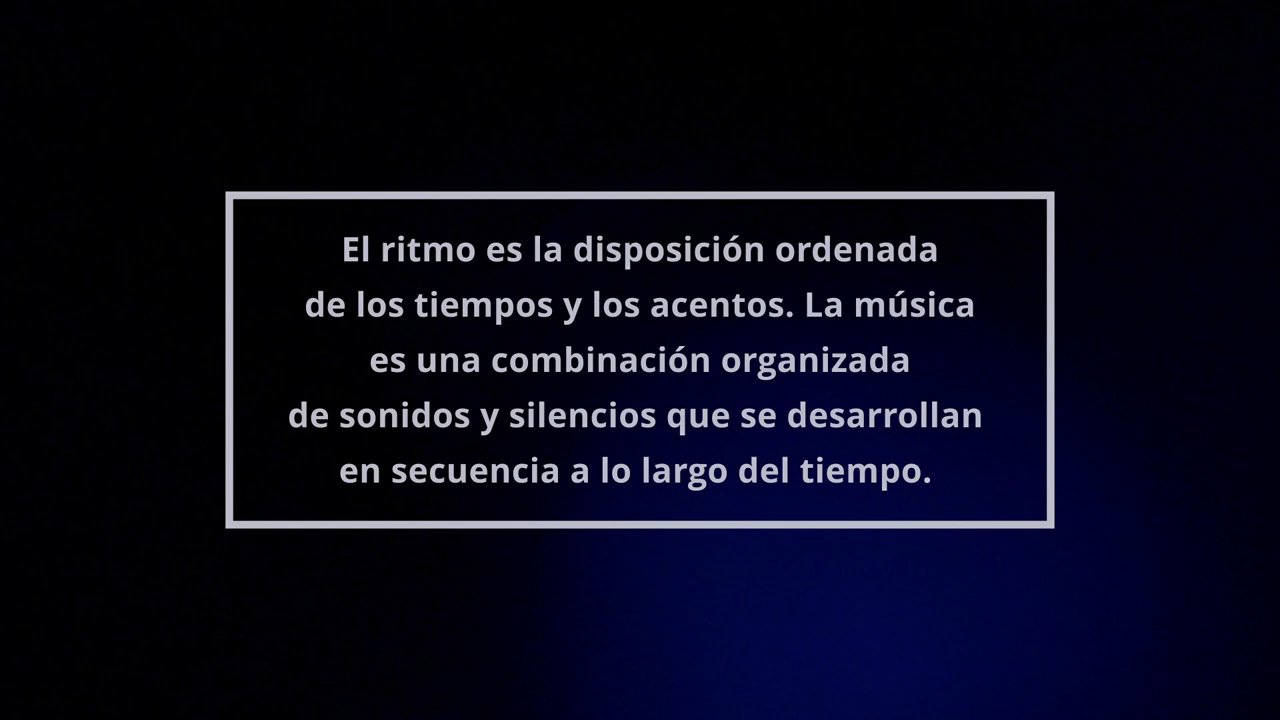 El ritmo es la disposición ordenada
de los tiempos y los acentos. La música
es una combinación organizada
de sonidos y silencios que se desarrollan
en secuencia a lo largo del tiempo.